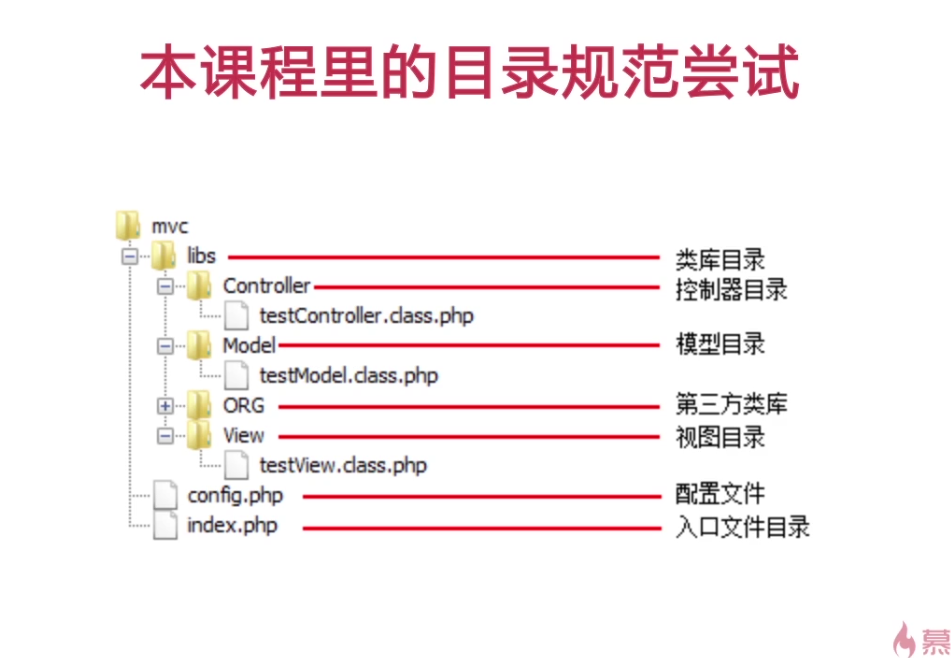 本课程里的目录规范尝试
mvc
libs 类库目录
Controller 控制器目录
testController.class.php
Model 模型目录
testModel.class.php
ORG 第三方类库
View 视图目录
testView.class.php
config.php 配置文件
index.php 入口文件目录
慕